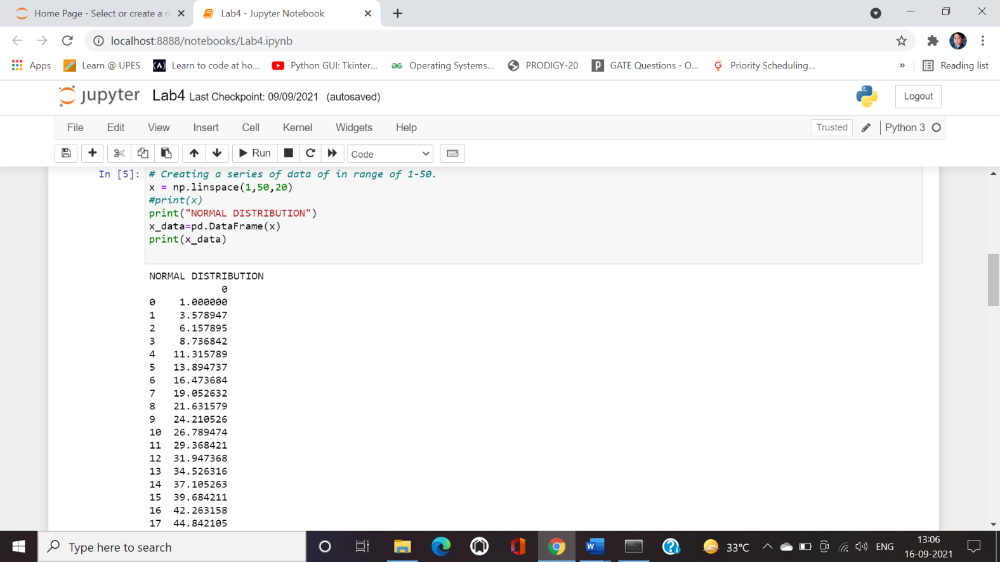 Home Page - Select or create a n
Lab4 - Jupyter Notebook
localhost:8888/notebooks/Lab4.ipynb
Apps Learn @ UPES Learn to code at ho... Python GUI: Tkinter... Operating Systems... PRODIGY-20 GATE Questions - O... Priority Scheduling... » Reading list
jupyter Lab4 Last Checkpoint: 09/09/2021 (autosaved) Logout
File Edit View Insert Cell Kernel Widgets Help Trusted Python 3
Run Code
In [5]: # Creating a series of data of in range of 1-50.
x = np.linspace(1,50,20)
#print(x)
print("NORMAL DISTRIBUTION")
x_data=pd.DataFrame(x)
print(x_data)
NORMAL DISTRIBUTION
0
0 1.000000
1 3.578947
2 6.157895
3 8.736842
4 11.315789
5 13.894737
6 16.473684
7 19.052632
8 21.631579
9 24.210526
10 26.789474
11 29.368421
12 31.947368
13 34.526316
14 37.105263
15 39.684211
16 42.263158
17 44.842105
Type here to search 33°C ENG 13:06
16-09-2021